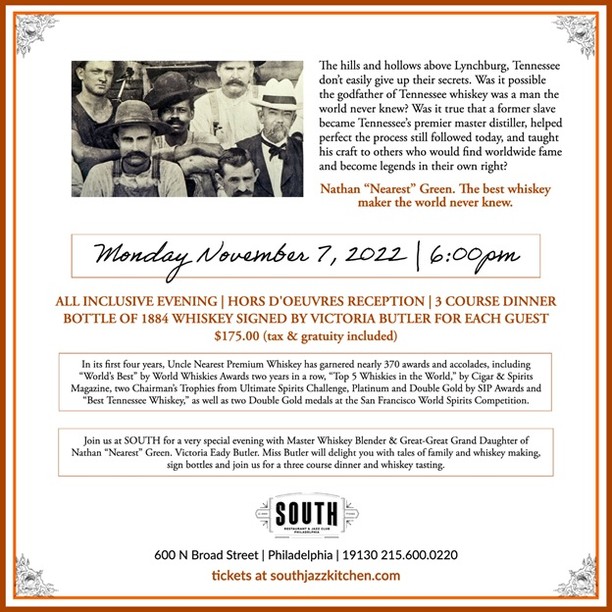 The hills and hollows above Lynchburg, Tennessee
don't easily give up their secrets. Was it possible
the godfather of Tennessee whiskey was a man the
world never knew? Was it true that a former slave
became Tennessee's premier master distiller, helped
perfect the process still followed today, and taught
his craft to others who would find worldwide fame
and become legends in their own right?
Nathan “Nearest” Green. The best whiskey
maker the world never knew.
Monday November 7, 2022 | 6:00pm
ALL INCLUSIVE EVENING | HORS D'OEUVRES RECEPTION | 3 COURSE DINNER
BOTTLE OF 1884 WHISKEY SIGNED BY VICTORIA BUTLER FOR EACH GUEST
$175.00 (tax & gratuity included)
In its first four years, Uncle Nearest Premium Whiskey has garnered nearly 370 awards and accolades, including
“World's Best” by World Whiskies Awards two years in a row, “Top 5 Whiskies in the World,” by Cigar & Spirits
Magazine, two Chairman's Trophies from Ultimate Spirits Challenge, Platinum and Double Gold by SIP Awards and
“Best Tennessee Whiskey,” as well as two Double Gold medals at the San Francisco World Spirits Competition.
Join us at SOUTH for a very special evening with Master Whiskey Blender & Great-Great Grand Daughter of
Nathan “Nearest” Green. Victoria Eady Butler. Miss Butler will delight you with tales of family and whiskey making,
sign bottles and join us for a three course dinner and whiskey tasting.
SOUTH
RESTAURANT & JAZZ CLUB
PHILADELPHIA
600 N Broad Street | Philadelphia | 19130 215.600.0220
tickets at southjazzkitchen.com